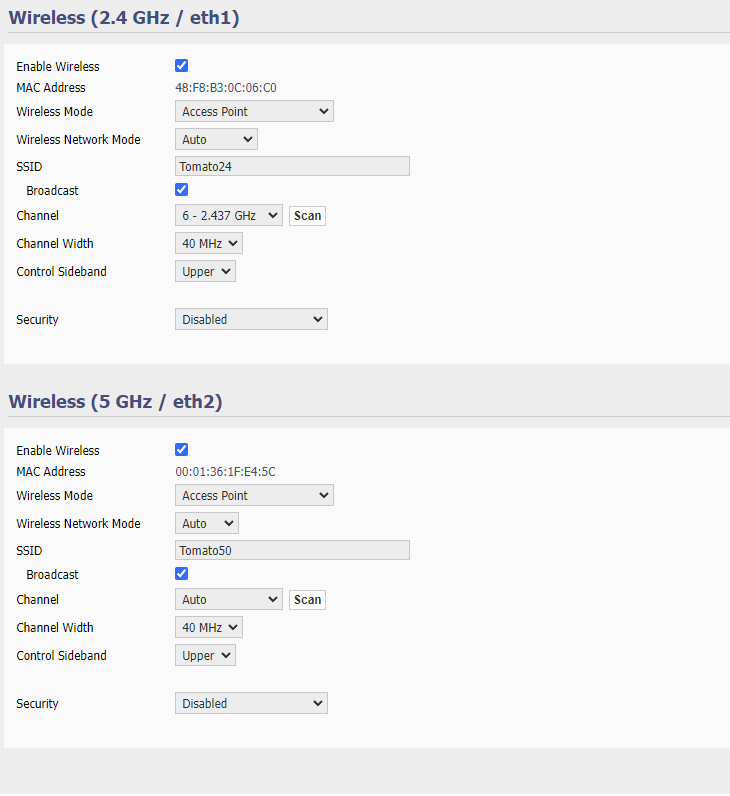 Wireless (2.4 GHz / eth1)
Enable Wireless
MAC Address 48:F8:B3:0C:06:C0
Wireless Mode Access Point
Wireless Network Mode Auto
SSID Tomato24
Broadcast
Channel 6 - 2.437 GHz Scan
Channel Width 40 MHz
Control Sideband Upper
Security Disabled
Wireless (5 GHz / eth2)
Enable Wireless
MAC Address 00:01:36:1F:E4:5C
Wireless Mode Access Point
Wireless Network Mode Auto
SSID Tomato50
Broadcast
Channel Auto Scan
Channel Width 40 MHz
Control Sideband Upper
Security Disabled